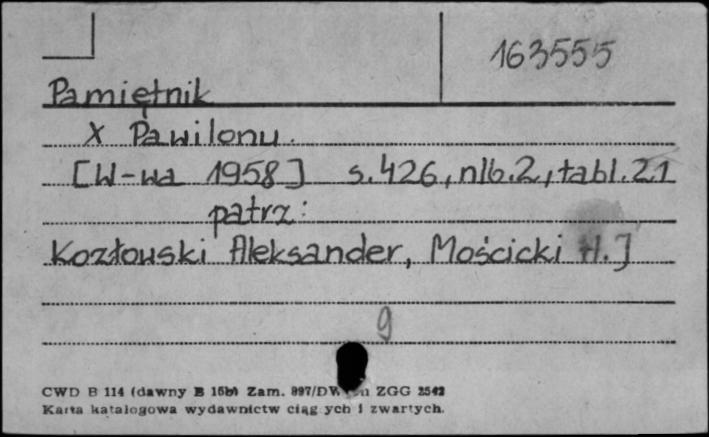 163555
Pamiętnik
X Pawilonu.
[W-wa 1958] s.426, nlb.2, tabl.21
patrz:
Kozłowski Aleksander, Mościcki H.]
9
CWD B 114 (dawny B 15b) Zam. 997/DW ZGG 2542
Karta katalogowa wydawnictw ciągłych i zwartych.